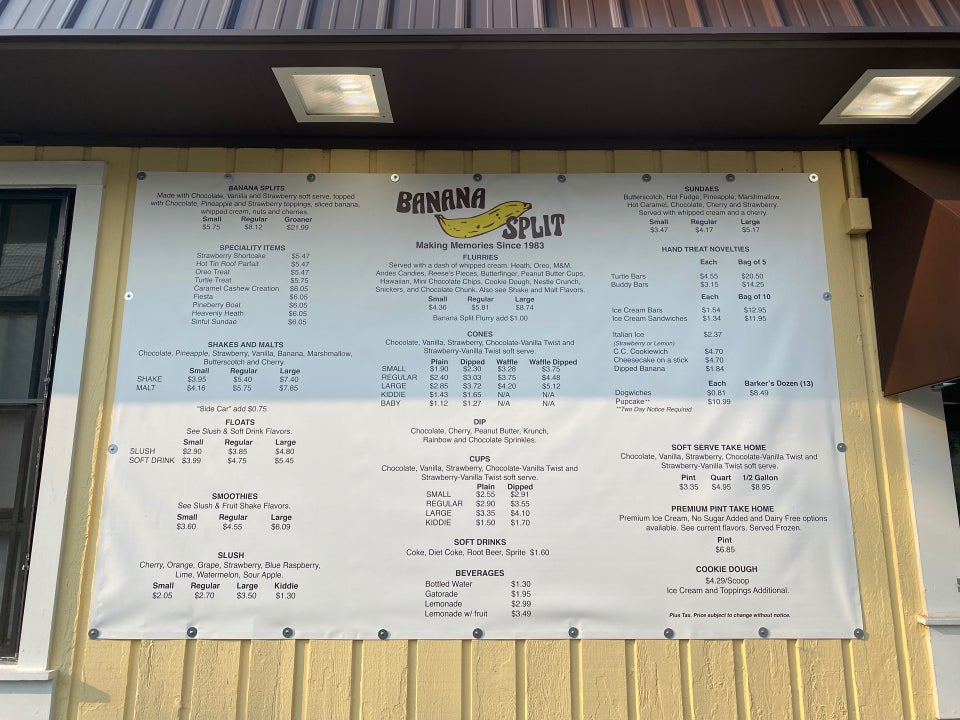 BANANA SPLITS
Made with Chocolate, Vanilla and Strawberry soft serve, topped
with Chocolate, Pineapple and Strawberry toppings, sliced banana,
whipped cream, nuts and cherries.
Small Regular Groaner
$5.75 $8.12 $21.99
SPECIALITY ITEMS
Strawberry Shortcake $5.47
Hot Tin Roof Parfait $5.47
Oreo Treat $5.47
Turtle Treat $5.75
Caramel Cashew Creation $6.05
Fiesta $6.05
Pineberry Boat $6.05
Heavenly Heath $6.05
Sinful Sundae $6.05
SHAKES AND MALTS
Chocolate, Pineapple, Strawberry, Vanilla, Banana, Marshmallow,
Butterscotch and Cherry
Small Regular Large
SHAKE $3.95 $5.40 $7.40
MALT $4.16 $5.75 $7.85
"Side Car" add $0.75
FLOATS
See Slush & Soft Drink Flavors.
Small Regular Large
SLUSH $2.90 $3.85 $4.80
SOFT DRINK $3.99 $4.75 $5.45
SMOOTHIES
See Slush & Fruit Shake Flavors.
Small Regular Large
$3.60 $4.55 $6.09
SLUSH
Cherry, Orange, Grape, Strawberry, Blue Raspberry,
Lime, Watermelon, Sour Apple.
Small Regular Large Kiddie
$2.05 $2.70 $3.50 $1.30
BANANA
SPLIT
Making Memories Since 1983
FLURRIES
Served with a dash of whipped cream. Heath, Oreo, M&M,
Andes Candies, Reese's Pieces, Butterfinger, Peanut Butter Cups,
Hawaiian, Mini Chocolate Chips, Cookie Dough, Nestle Crunch,
Snickers, and Chocolate Chunk. Also see Shake and Malt Flavors.
Small Regular Large
$4.36 $5.81 $8.74
Banana Split Flurry add $1.00
CONES
Chocolate, Vanilla, Strawberry, Chocolate-Vanilla Twist and
Strawberry-Vanilla Twist soft serve.
Plain Dipped Waffle Waffle Dipped
SMALL $1.90 $2.30 $3.28 $3.75
REGULAR $2.40 $3.03 $3.75 $4.48
LARGE $2.85 $3.72 $4.20 $5.12
KIDDIE $1.43 $1.65 N/A N/A
BABY $1.12 $1.27 N/A N/A
DIP
Chocolate, Cherry, Peanut Butter, Krunch,
Rainbow and Chocolate Sprinkles.
CUPS
Chocolate, Vanilla, Strawberry, Chocolate-Vanilla Twist and
Strawberry-Vanilla Twist soft serve.
Plain Dipped
SMALL $2.55 $2.91
REGULAR $2.90 $3.55
LARGE $3.35 $4.10
KIDDIE $1.50 $1.70
SOFT DRINKS
Coke, Diet Coke, Root Beer, Sprite $1.60
BEVERAGES
Bottled Water $1.30
Gatorade $1.95
Lemonade $2.99
Lemonade w/ fruit $3.49
SUNDAES
Butterscotch, Hot Fudge, Pineapple, Marshmallow,
Hot Caramel, Chocolate, Cherry and Strawberry.
Served with whipped cream and a cherry.
Small Regular Large
$3.47 $4.17 $5.17
HAND TREAT NOVELTIES
Each Bag of 5
Turtle Bars $4.55 $20.50
Buddy Bars $3.15 $14.25
Each Bag of 10
Ice Cream Bars $1.54 $12.95
Ice Cream Sandwiches $1.34 $11.95
Italian Ice $2.37
(Strawberry or Lemon)
C.C. Cookiewich $4.70
Cheesecake on a stick $4.70
Dipped Banana $1.84
Each Barker's Dozen (13)
Dogwiches $0.81 $8.49
Pupcake** $10.99
**Two Day Notice Required
SOFT SERVE TAKE HOME
Chocolate, Vanilla, Strawberry, Chocolate-Vanilla Twist and
Strawberry-Vanilla Twist soft serve.
Pint Quart 1/2 Gallon
$3.35 $4.95 $8.95
PREMIUM PINT TAKE HOME
Premium Ice Cream, No Sugar Added and Dairy Free options
available. See current flavors. Served Frozen.
Pint
$6.85
COOKIE DOUGH
$4.29/Scoop
Ice Cream and Toppings Additional.
Plus Tax. Price subject to change without notice.